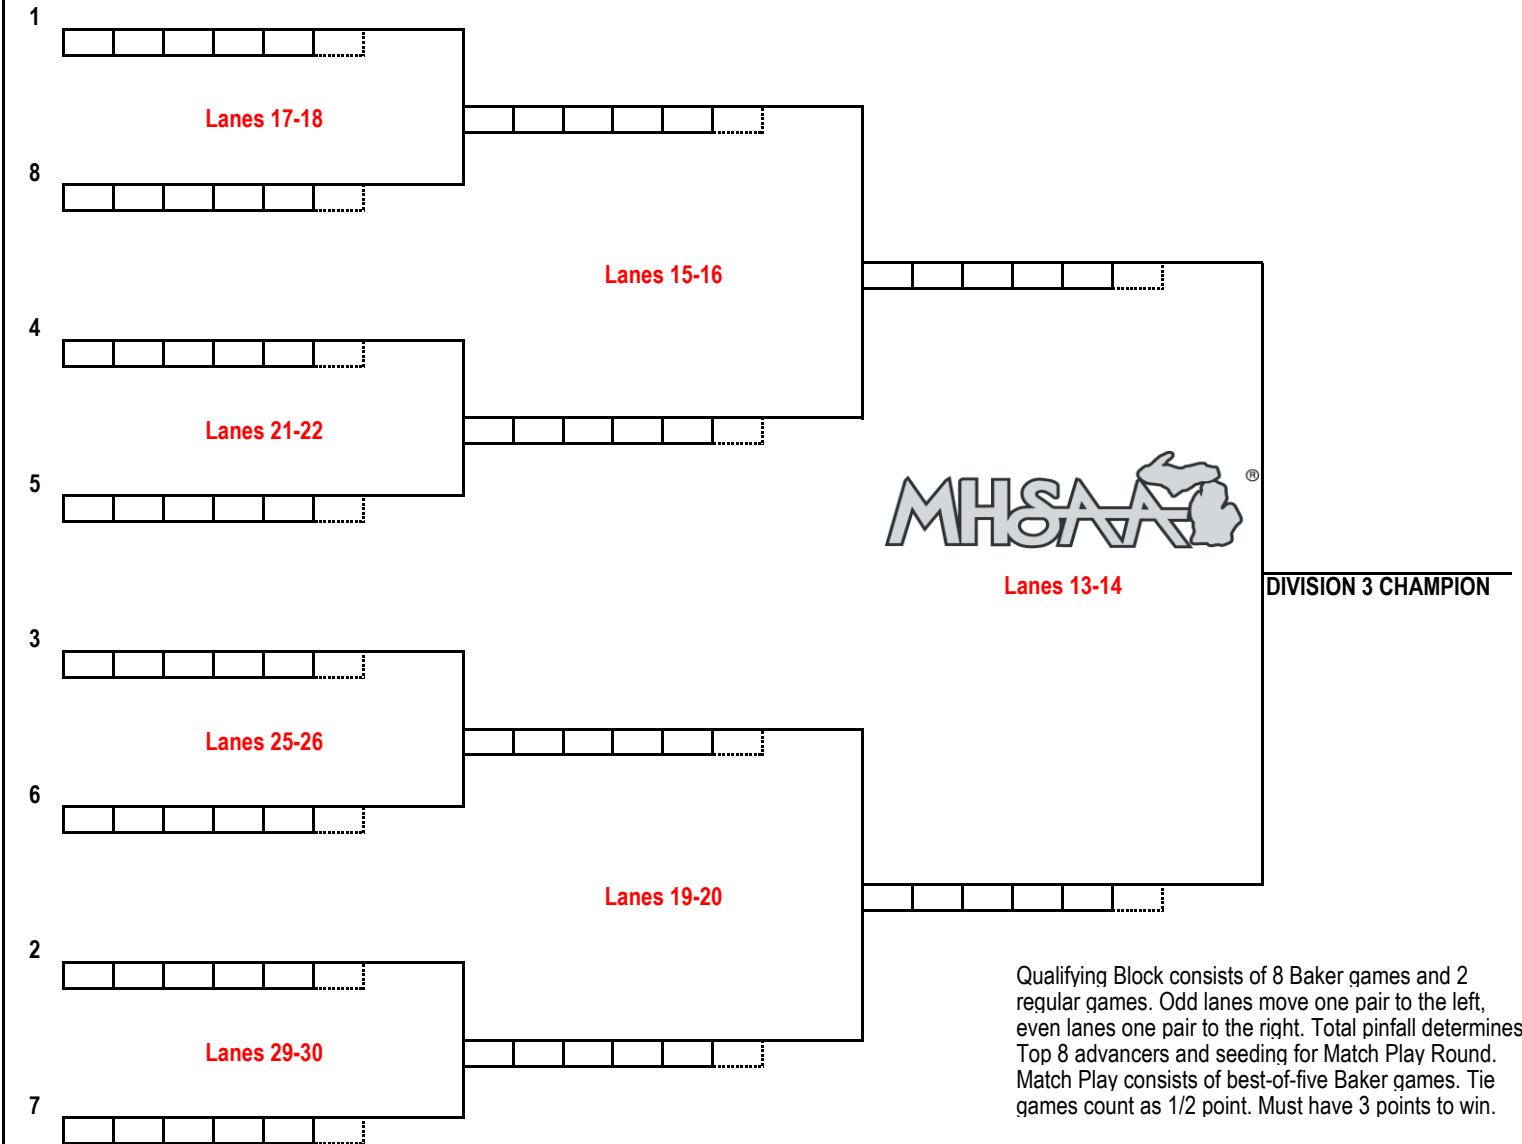 1
Lanes 17-18
8
Lanes 15-16
4
Lanes 21-22
5
MHSAA®
Lanes 13-14
DIVISION 3 CHAMPION
3
Lanes 25-26
6
Lanes 19-20
2
Lanes 29-30
7
Qualifying Block consists of 8 Baker games and 2
regular games. Odd lanes move one pair to the left,
even lanes one pair to the right. Total pinfall determines
Top 8 advancers and seeding for Match Play Round.
Match Play consists of best-of-five Baker games. Tie
games count as 1/2 point. Must have 3 points to win.